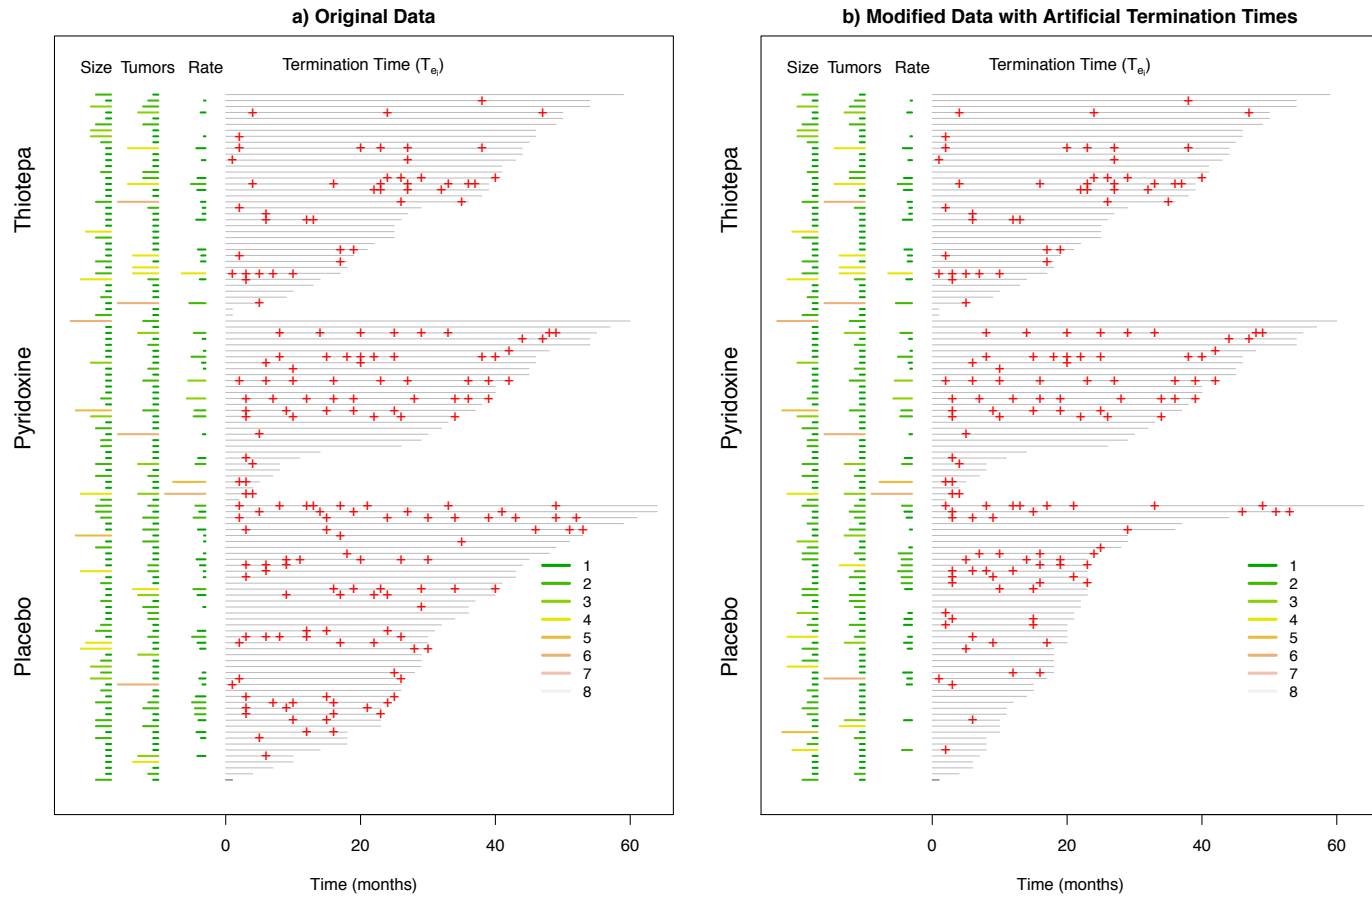 a) Original Data
Size Tumors Rate Termination Time (Tei)
Thiotepa
Pyridoxine
Placebo
1
2
3
4
5
6
7
8
0 20 40 60
Time (months)
b) Modified Data with Artificial Termination Times
Size Tumors Rate Termination Time (Tei)
Thiotepa
Pyridoxine
Placebo
1
2
3
4
5
6
7
8
0 20 40 60
Time (months)